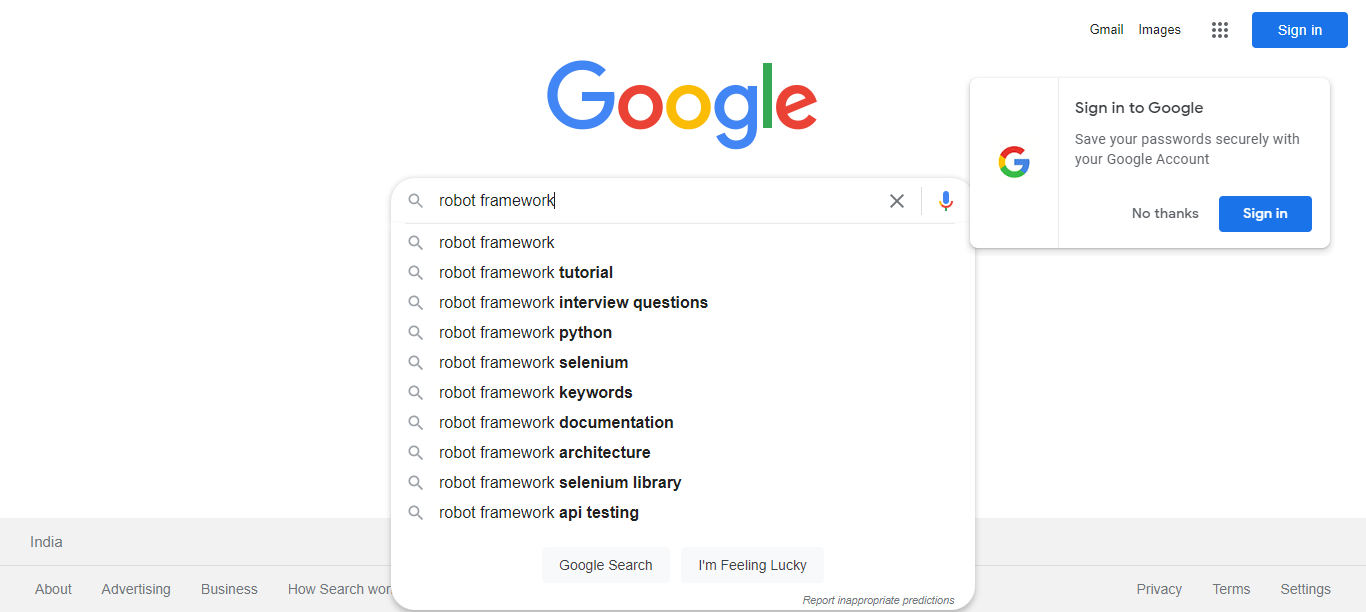 Gmail Images Sign in
Google
Sign in to Google
Save your passwords securely with
your Google Account
No thanks Sign in
robot framework
robot framework
robot framework tutorial
robot framework interview questions
robot framework python
robot framework selenium
robot framework keywords
robot framework documentation
robot framework architecture
robot framework selenium library
robot framework api testing
Google Search I'm Feeling Lucky
Report inappropriate predictions
India
About Advertising Business How Search wor
Privacy Terms Settings